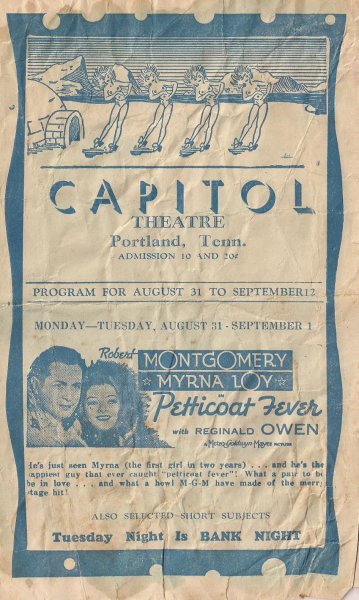 CAPITOL
THEATRE
Portland, Tenn.
ADMISSION 10 AND 20¢
PROGRAM FOR AUGUST 31 TO SEPTEMBER 12
MONDAY—TUESDAY, AUGUST 31 - SEPTEMBER 1
Robert MONTGOMERY
MYRNA LOY
IN
Petticoat Fever
with REGINALD OWEN
A Metro-Goldwyn-Mayer PICTURE
He's just seen Myrna (the first girl in two years) . . . and he's the
happiest guy that ever caught "petticoat fever"! What a pair to be
be in love . . . and what a howl M-G-M have made of the merry
stage hit!
ALSO SELECTED SHORT SUBJECTS
Tuesday Night Is BANK NIGHT